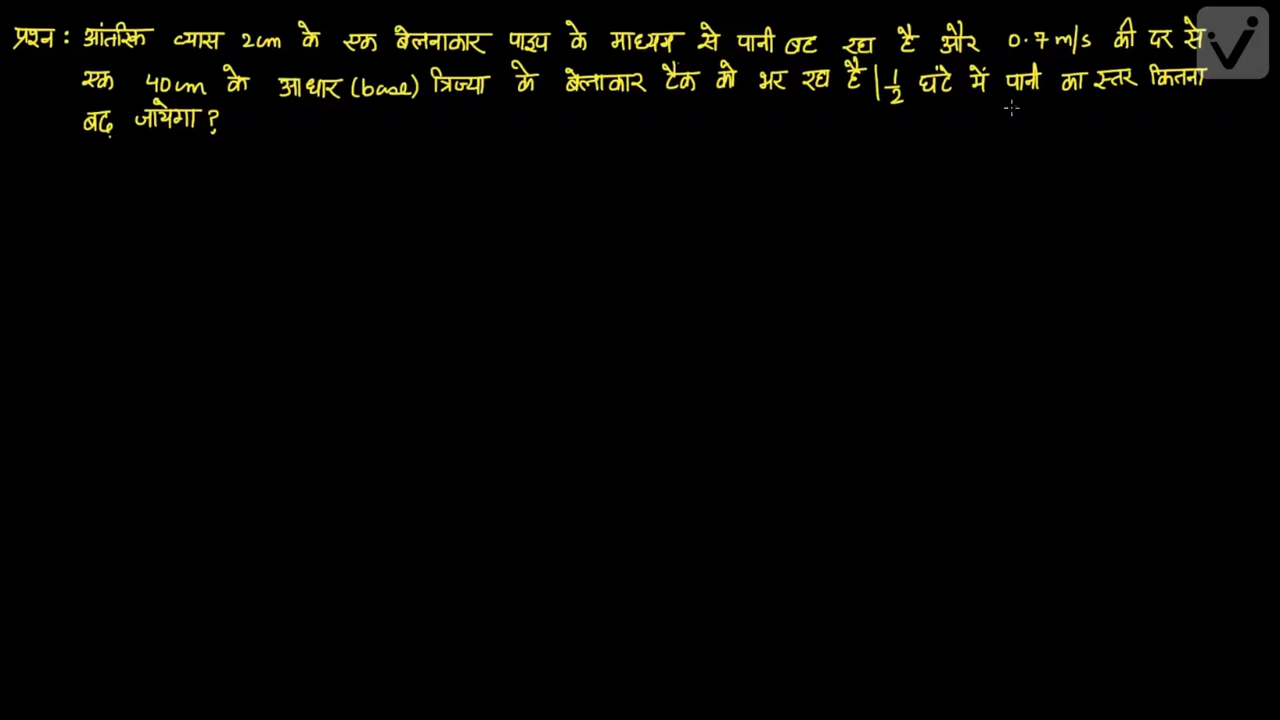 प्रश्न : आंतरिक व्यास 2cm के एक बेलनाकार पाइप के माध्यम से पानी बह रहा है और 0.7 m/s की दर से
एक 40cm के आधार (base) त्रिज्या के बेलाकार टैंक को भर रहा है | 1/2 घंटे में पानी का स्तर कितना
बढ़ जायेगा ?